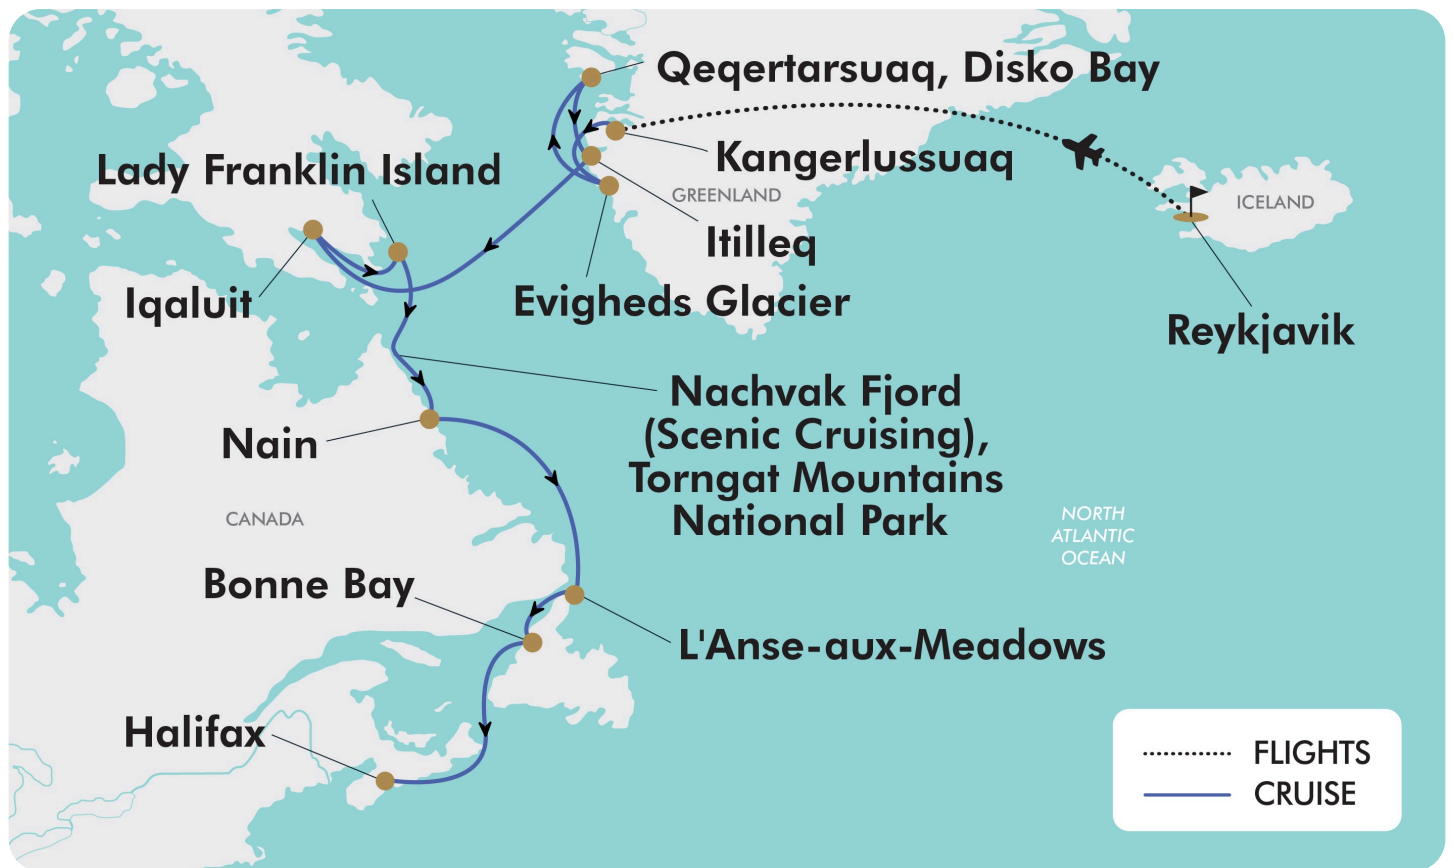 Qeqertarsuaq, Disko Bay
Kangerlussuaq
Lady Franklin Island
GREENLAND
ICELAND
Itilleq
Iqaluit
Evigheds Glacier
Reykjavik
Nachvak Fjord
(Scenic Cruising),
Torngat Mountains
National Park
Nain
CANADA
NORTH
ATLANTIC
OCEAN
Bonne Bay
L'Anse-aux-Meadows
Halifax
FLIGHTS
CRUISE